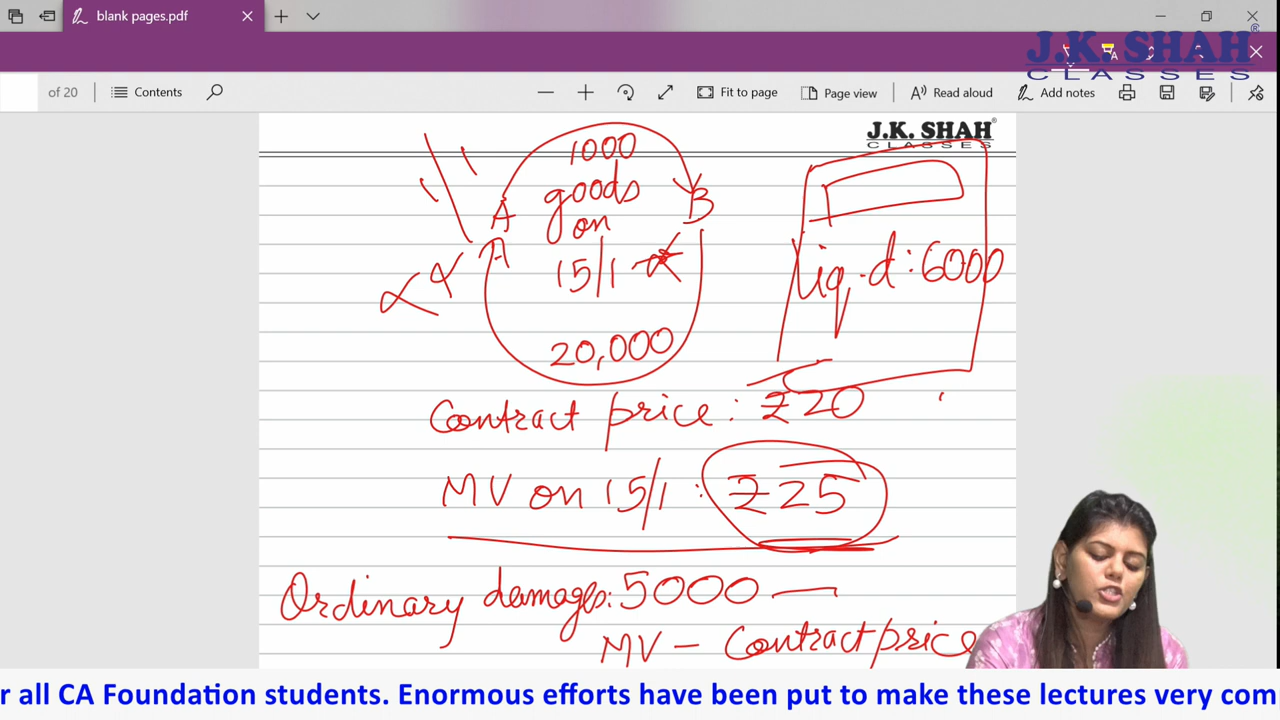 blank pages.pdf
J.K. SHAH®
CLASSES
of 20
Contents
Fit to page
Page view
A Read aloud
Add notes
J.K. SHAH®
CLASSES
1000
A goods B
on
A 15/1
20,000
Liq.d: 6000
Contract price: ₹20
MV on 15/1: ₹25
Ordinary damages: 5000
MV - Contract price
r all CA Foundation students. Enormous efforts have been put to make these lectures very com